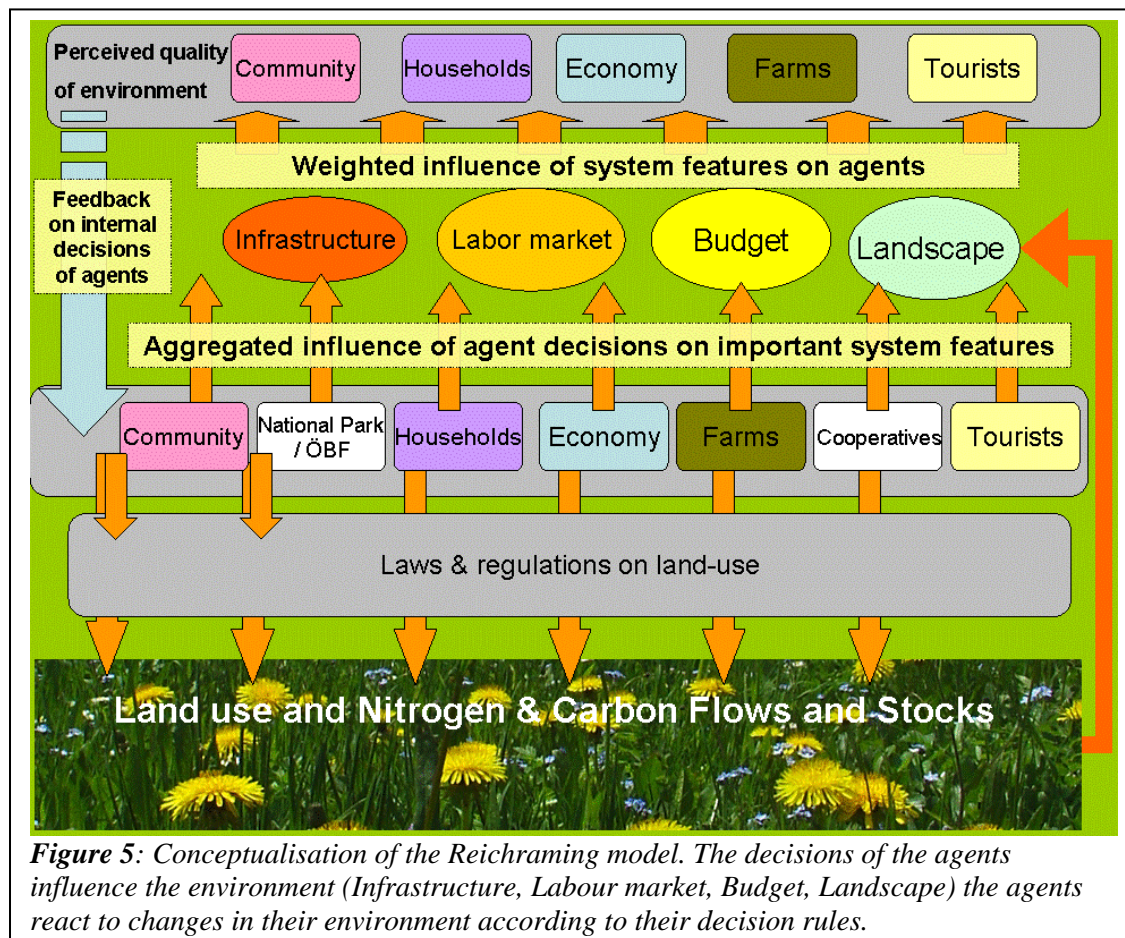 Perceived quality
of environment
Community
Households
Economy
Farms
Tourists
Weighted influence of system features on agents
Feedback
on internal
decisions
of agents
Infrastructure
Labor market
Budget
Landscape
Aggregated influence of agent decisions on important system features
Community
National Park
/ ÖBF
Households
Economy
Farms
Cooperatives
Tourists
Laws & regulations on land-use
Land use and Nitrogen & Carbon Flows and Stocks
Figure 5: Conceptualisation of the Reichraming model. The decisions of the agents
influence the environment (Infrastructure, Labour market, Budget, Landscape) the agents
react to changes in their environment according to their decision rules.